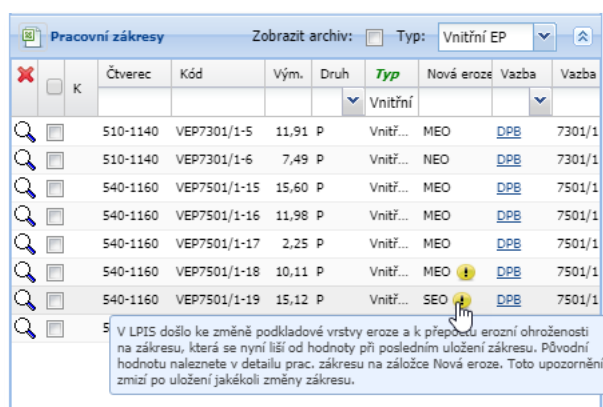 Pracovní zákresy Zobrazit archiv: Typ: Vnitřní EP
K Čtverec Kód Vým. Druh Typ Nová eroze Vazba Vazba
Vnitřní
510-1140 VEP7301/1-5 11,91 P Vnitř... MEO DPB 7301/1
510-1140 VEP7301/1-6 7,49 P Vnitř... NEO DPB 7301/1
540-1160 VEP7501/1-15 15,60 P Vnitř... MEO DPB 7501/1
540-1160 VEP7501/1-16 11,98 P Vnitř... MEO DPB 7501/1
540-1160 VEP7501/1-17 2,25 P Vnitř... MEO DPB 7501/1
540-1160 VEP7501/1-18 10,11 P Vnitř... MEO ! DPB 7501/1
540-1160 VEP7501/1-19 15,12 P Vnitř... SEO DPB 7501/1
5
V LPIS došlo ke změně podkladové vrstvy eroze a k přepočtu erozní ohroženosti
na zákresu, která se nyní liší od hodnoty při posledním uložení zákresu. Původní
hodnotu naleznete v detailu prac. zákresu na záložce Nová eroze. Toto upozornění
zmizí po uložení jakékoli změny zákresu.